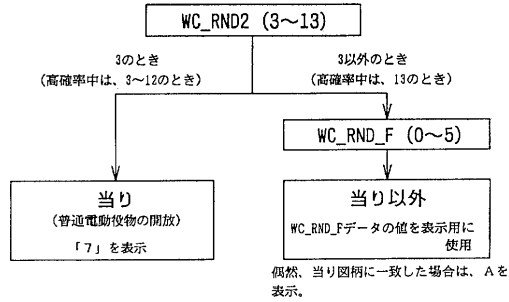 WC_RND2 (3～13)
3のとき
(高確率中は、3～12のとき)
3以外のとき
(高確率中は、13のとき)
WC_RND_F (0～5)
当り
(普通電動役物の開放)
「7」を表示
当り以外
WC_RND_Fデータの値を表示用に
使用
偶然、当り図柄に一致した場合は、Aを
表示。